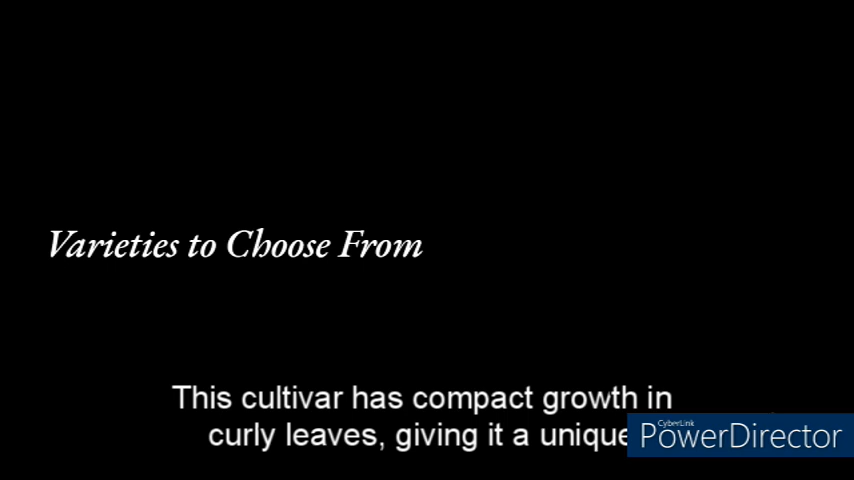 Varieties to Choose From
This cultivar has compact growth in
curly leaves, giving it a unique
CyberLink
PowerDirector